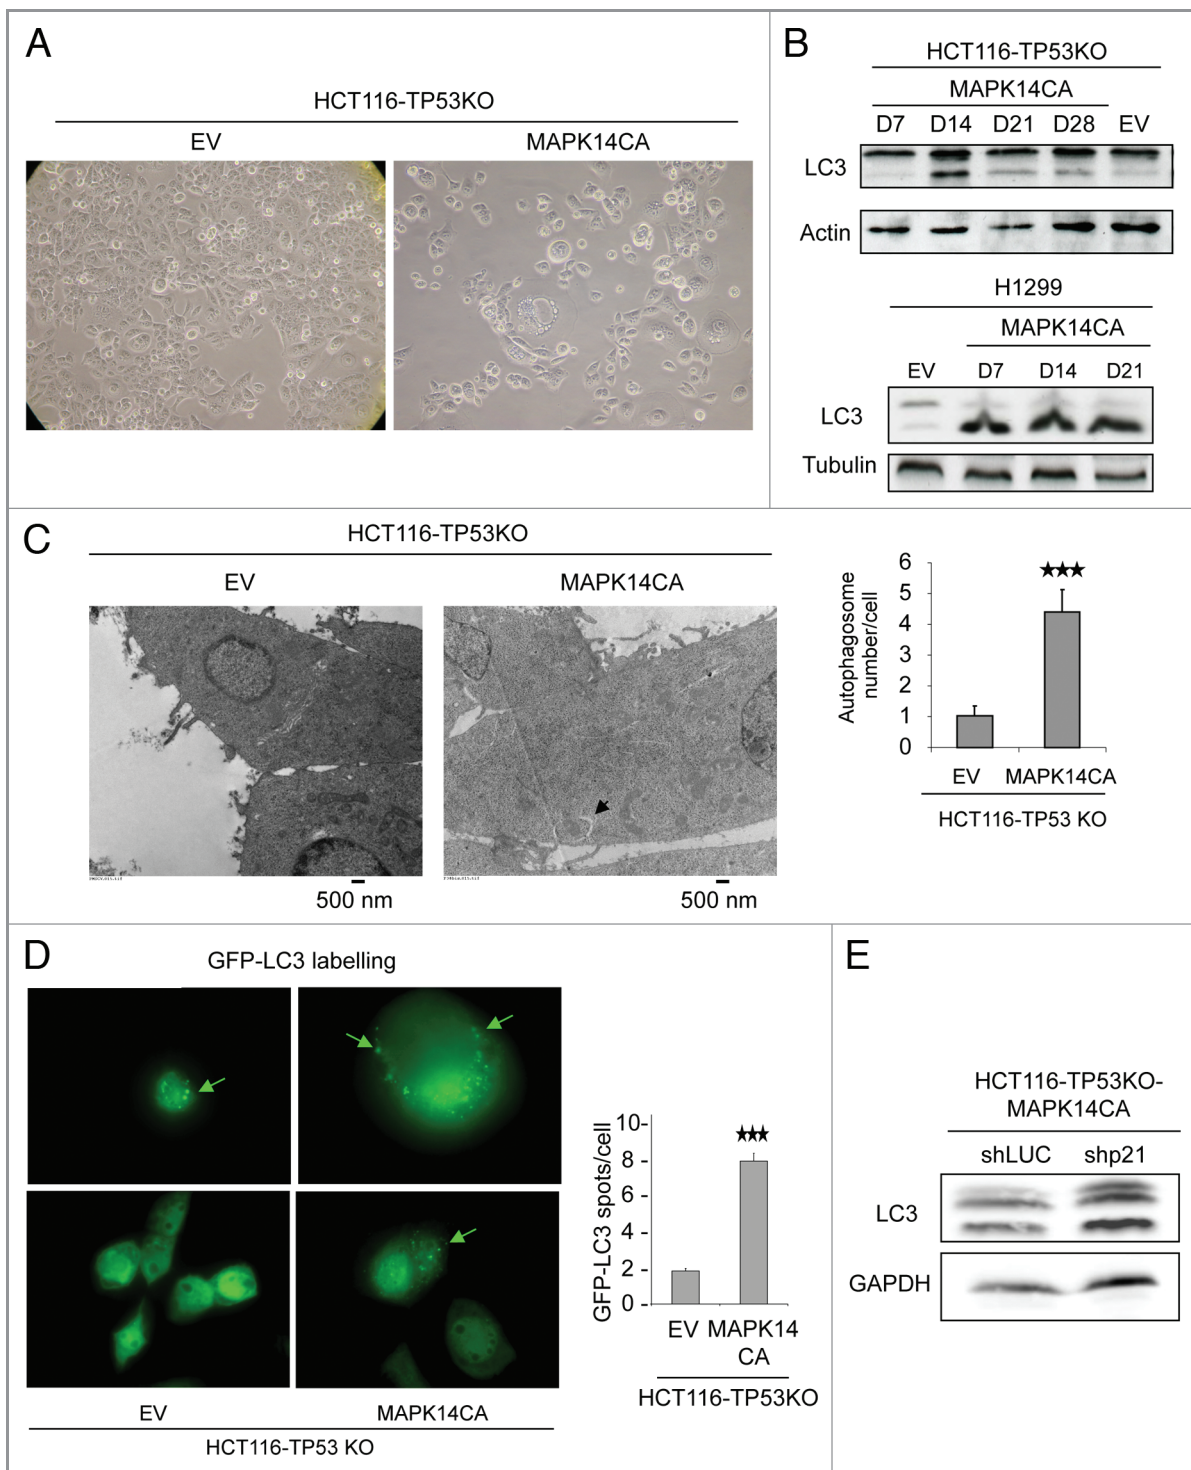 A
HCT116-TP53KO
EV MAPK14CA
B
HCT116-TP53KO
MAPK14CA
D7 D14 D21 D28 EV
LC3
Actin
H1299
MAPK14CA
EV D7 D14 D21
LC3
Tubulin
C
HCT116-TP53KO
EV MAPK14CA
500 nm 500 nm
Autophagosome
number/cell
6
5
4
3
2
1
0
EV MAPK14CA
HCT116-TP53 KO
D
GFP-LC3 labelling
EV MAPK14CA
HCT116-TP53 KO
GFP-LC3 spots/cell
10
8
6
4
2
0
EV MAPK14
CA
HCT116-TP53KO
E
HCT116-TP53KO-
MAPK14CA
shLUC shp21
LC3
GAPDH